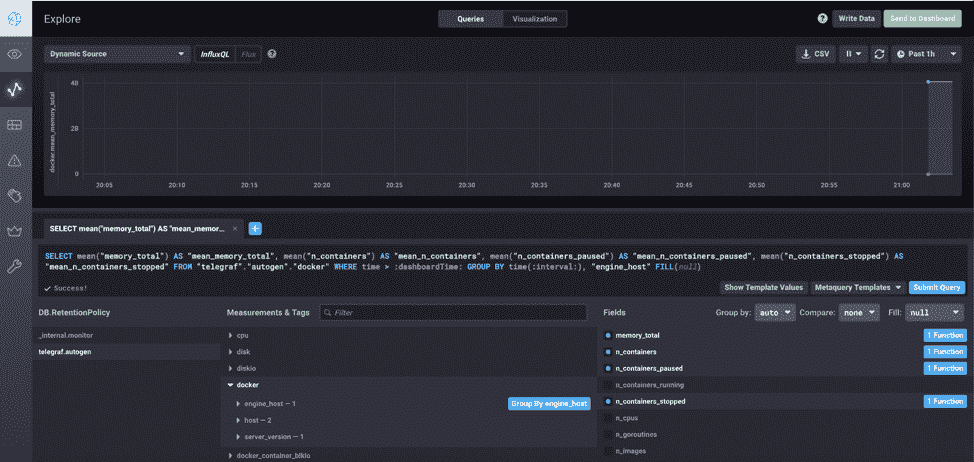 Explore
Queries
Visualization
?
Write Data
Send to Dashboard
Dynamic Source
InfluxQL
Flux
?
CSV
Past 1h
docker.mean_memory_total
4B
2B
0
20:05
20:10
20:15
20:20
20:25
20:30
20:35
20:40
20:45
20:50
20:55
21:00
SELECT mean("memory_total") AS "mean_memor...
SELECT mean("memory_total") AS "mean_memory_total", mean("n_containers") AS "mean_n_containers", mean("n_containers_paused") AS "mean_n_containers_paused", mean("n_containers_stopped") AS
"mean_n_containers_stopped" FROM "telegraf"."autogen"."docker" WHERE time > :dashboardTime: GROUP BY time(:interval:), "engine_host" FILL(null)
Success!
Show Template Values
Metaquery Templates
Submit Query
DB.RetentionPolicy
_internal.monitor
telegraf.autogen
Measurements & Tags
Filter
cpu
disk
diskio
docker
engine_host — 1
Group By engine_host
host — 2
server_version — 1
docker_container_blkio
Fields
Group by:
auto
Compare:
none
Fill:
null
memory_total
1 Function
n_containers
1 Function
n_containers_paused
1 Function
n_containers_running
n_containers_stopped
1 Function
n_cpus
n_goroutines
n_images